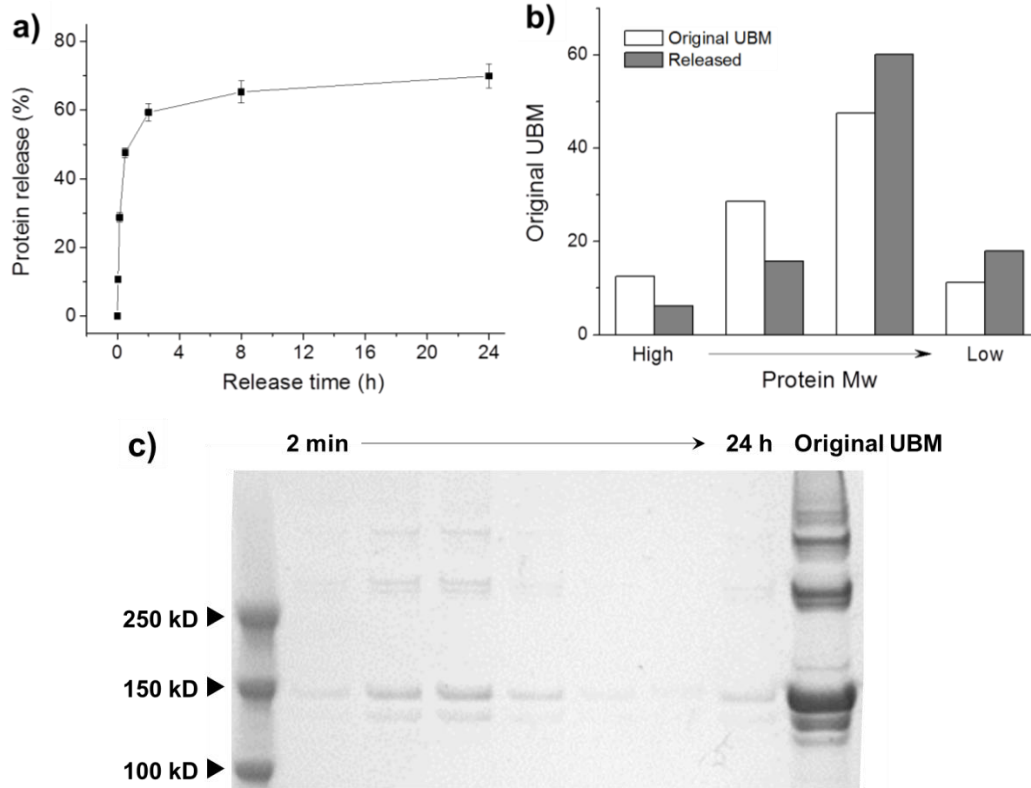 a)
Protein release (%)
80
60
40
20
0
0 4 8 12 16 20 24
Release time (h)
b)
Original UBM
Released
Original UBM
60
40
20
0
High Low
Protein Mw
c)
2 min 24 h Original UBM
250 kD
150 kD
100 kD